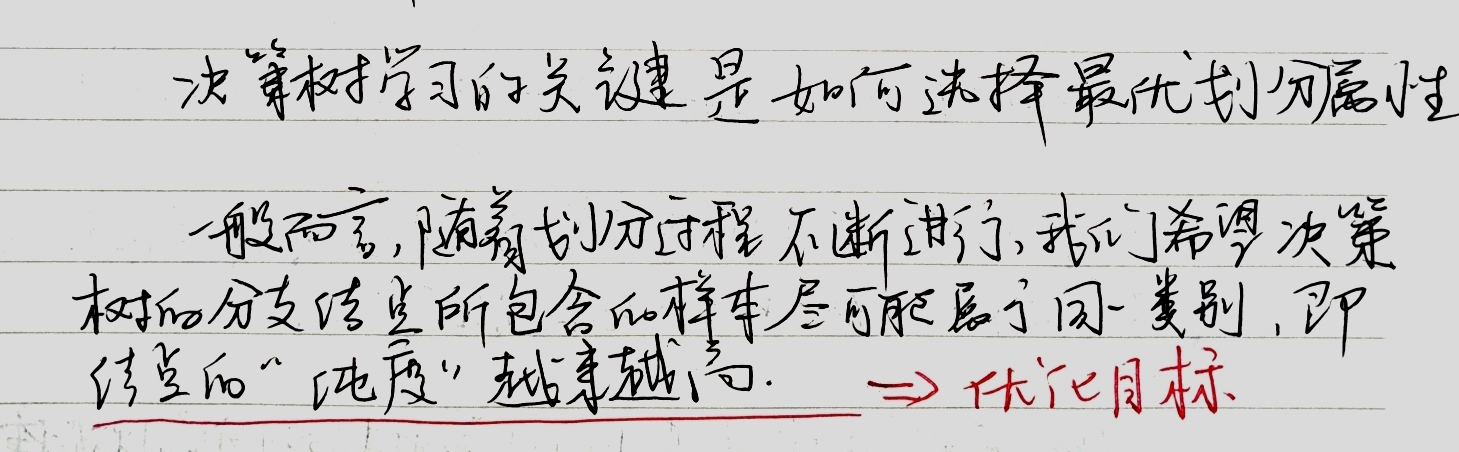 决策树学习的关键是如何选择最优划分属性
一般而言,随着划分过程不断进行,我们希望决策
树的分支结点所包含的样本尽可能属于同一类别,即
结点的“纯度”越来越高. ⇒ 优化目标